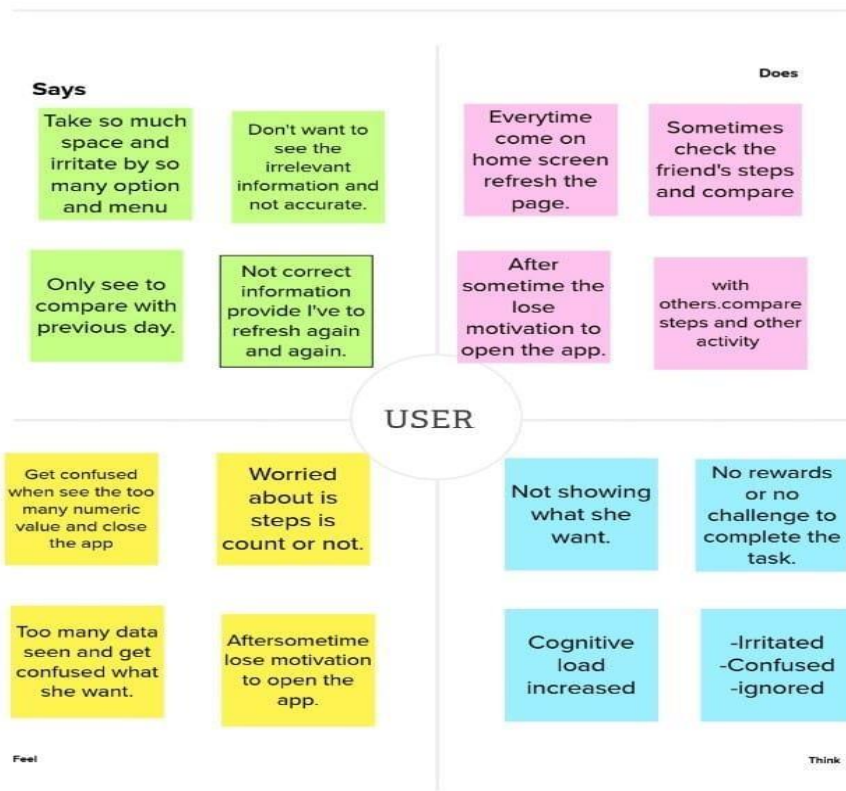 Says
Take so much
space and
irritate by so
many option
and menu
Don't want to
see the
irrelevant
information and
not accurate.
Only see to
compare with
previous day.
Not correct
information
provide I've to
refresh again
and again.
Does
Everytime
come on
home screen
refresh the
page.
Sometimes
check the
friend's steps
and compare
After
sometime the
lose
motivation to
open the app.
with
others.compare
steps and other
activity
USER
Get confused
when see the too
many numeric
value and close
the app
Worried
about is
steps is
count or not.
Too many data
seen and get
confused what
she want.
Aftersometime
lose motivation
to open the
app.
Feel
Not showing
what she
want.
No rewards
or no
challenge to
complete the
task.
Cognitive
load
increased
-Irritated
-Confused
-ignored
Think